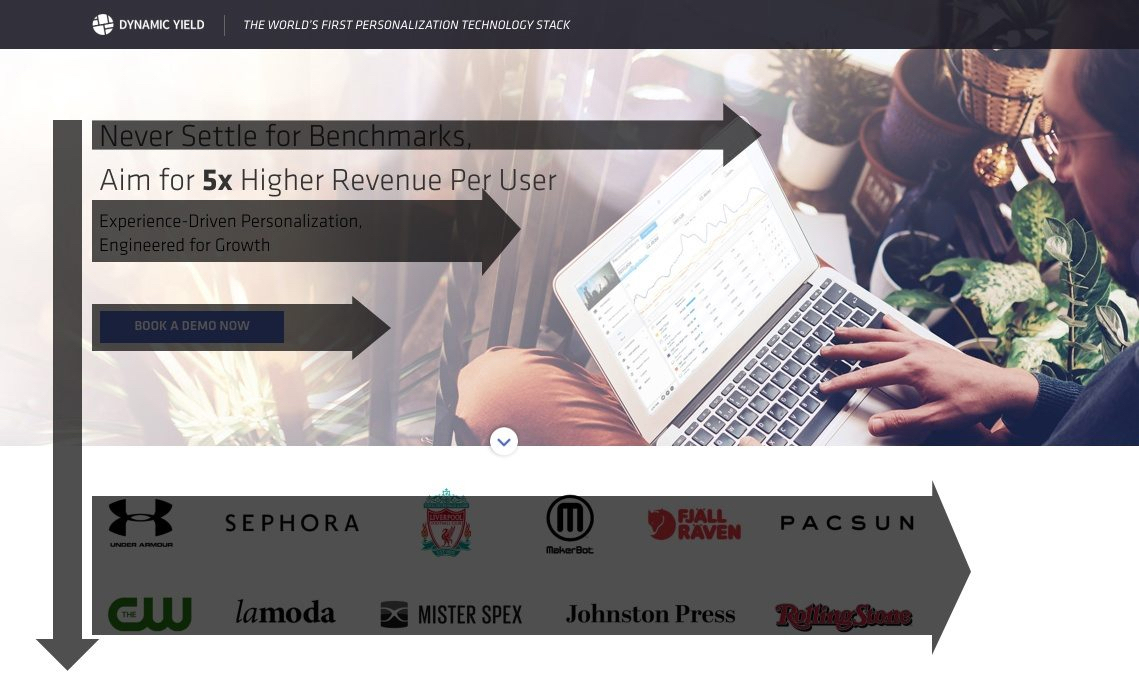 DYNAMIC YIELD
THE WORLD'S FIRST PERSONALIZATION TECHNOLOGY STACK
Never Settle for Benchmarks,
Aim for 5x Higher Revenue Per User
Experience-Driven Personalization,
Engineered for Growth
BOOK A DEMO NOW
UNDER ARMOUR
SEPHORA
LIVERPOOL
FOOTBALL CLUB
MakerBot
FJÄLL
RÄVEN
PACSUN
THE CW
lamoda
MISTER SPEX
Johnston Press
RollingStone